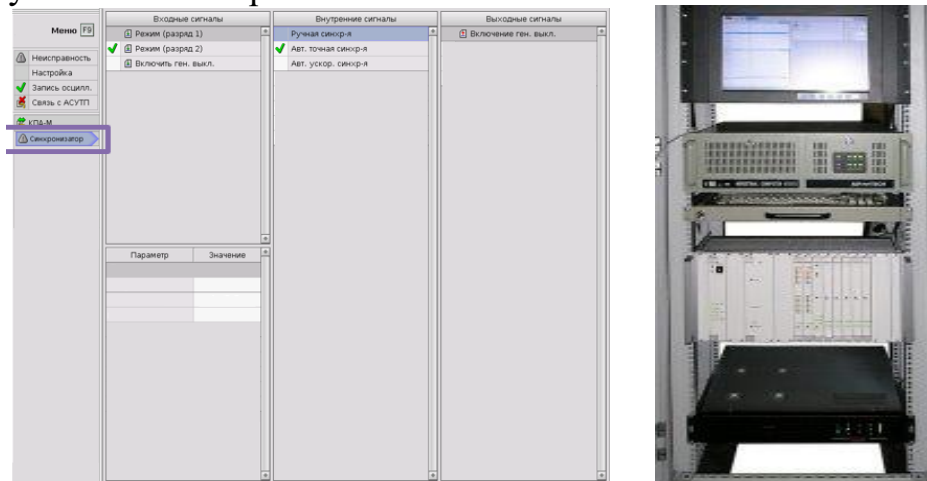 Меню F9
Неисправность
Настройка
Запись осцилл.
Связь с АСУТП
КПА-М
Синхронизатор
Входные сигналы
Режим (разряд 1)
Режим (разряд 2)
Включить ген. выкл.
Параметр Значение
Внутренние сигналы
Ручная синхр-я
Авт. точная синхр-я
Авт. ускор. синхр-я
Выходные сигналы
Включение ген. выкл.